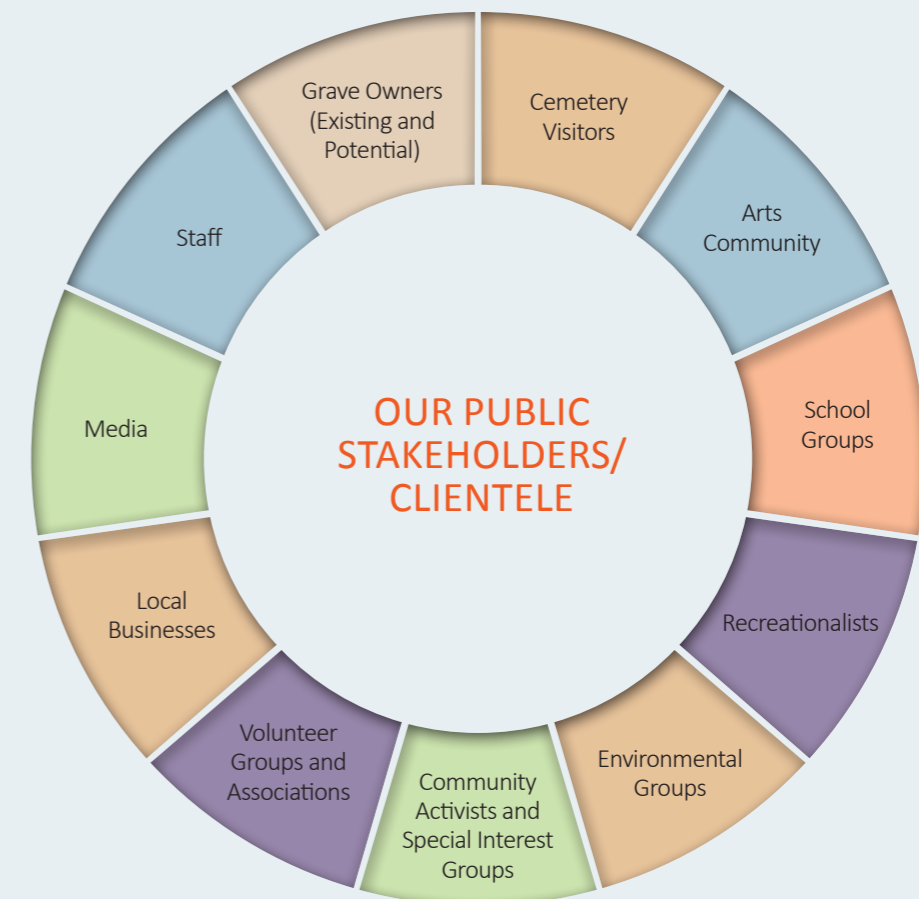 OUR PUBLIC
STAKEHOLDERS/
CLIENTELE
Cemetery
Visitors
Arts
Community
School
Groups
Recreationalists
Environmental
Groups
Community
Activists and
Special Interest
Groups
Volunteer
Groups and
Associations
Local
Businesses
Media
Staff
Grave Owners
(Existing and
Potential)